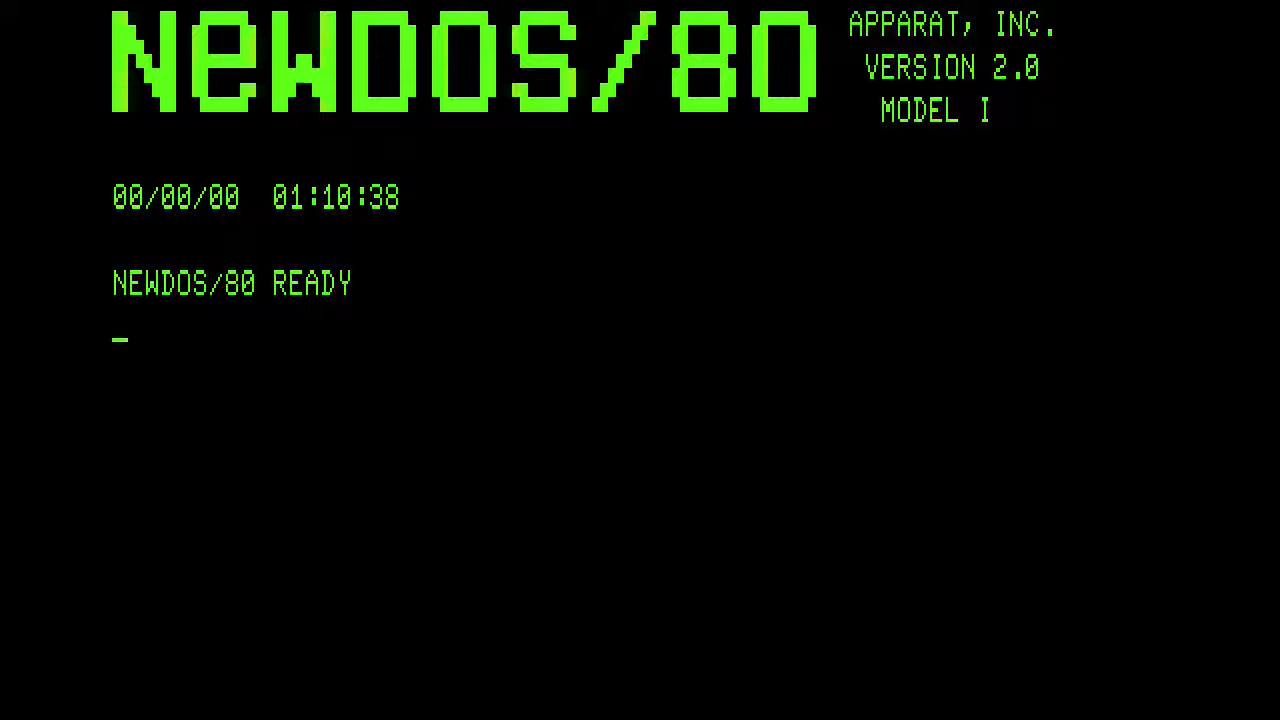 NeWDOS/80
APPARAT, INC.
VERSION 2.0
MODEL I
00/00/00  01:10:38
NEWDOS/80 READY
_